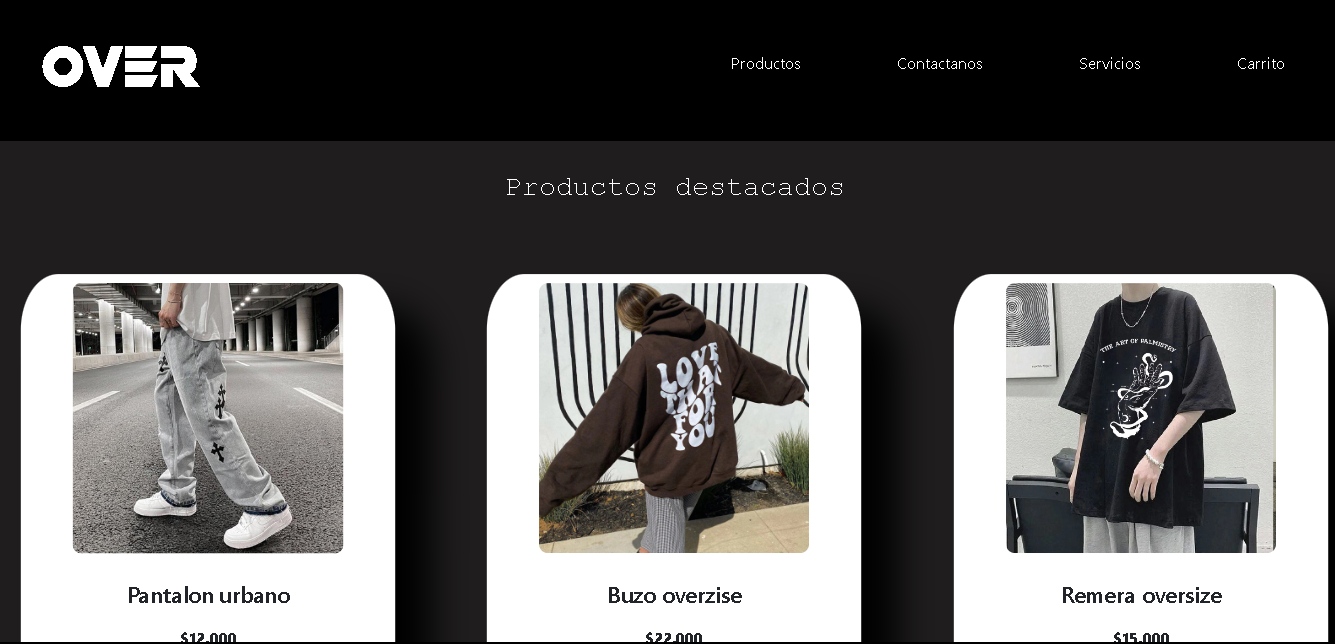 OVER
Productos
Contactanos
Servicios
Carrito
Productos destacados
LOVE
THANK
FOR
YOU
THE ART OF PALMISTRY
Pantalon urbano
Buzo overzise
Remera oversize
$12.000
$22.000
$15.000